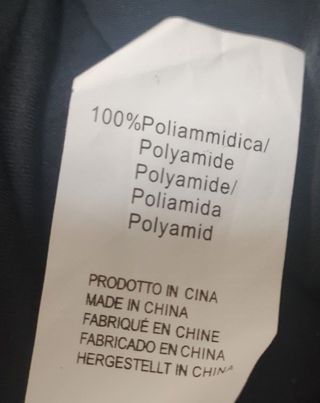 100%Poliammidica/
Polyamide
Polyamide/
Poliamida
Polyamid
PRODOTTO IN CINA
MADE IN CHINA
FABRIQUÉ EN CHINE
FABRICADO EN CHINA
HERGESTELLT IN CHINA